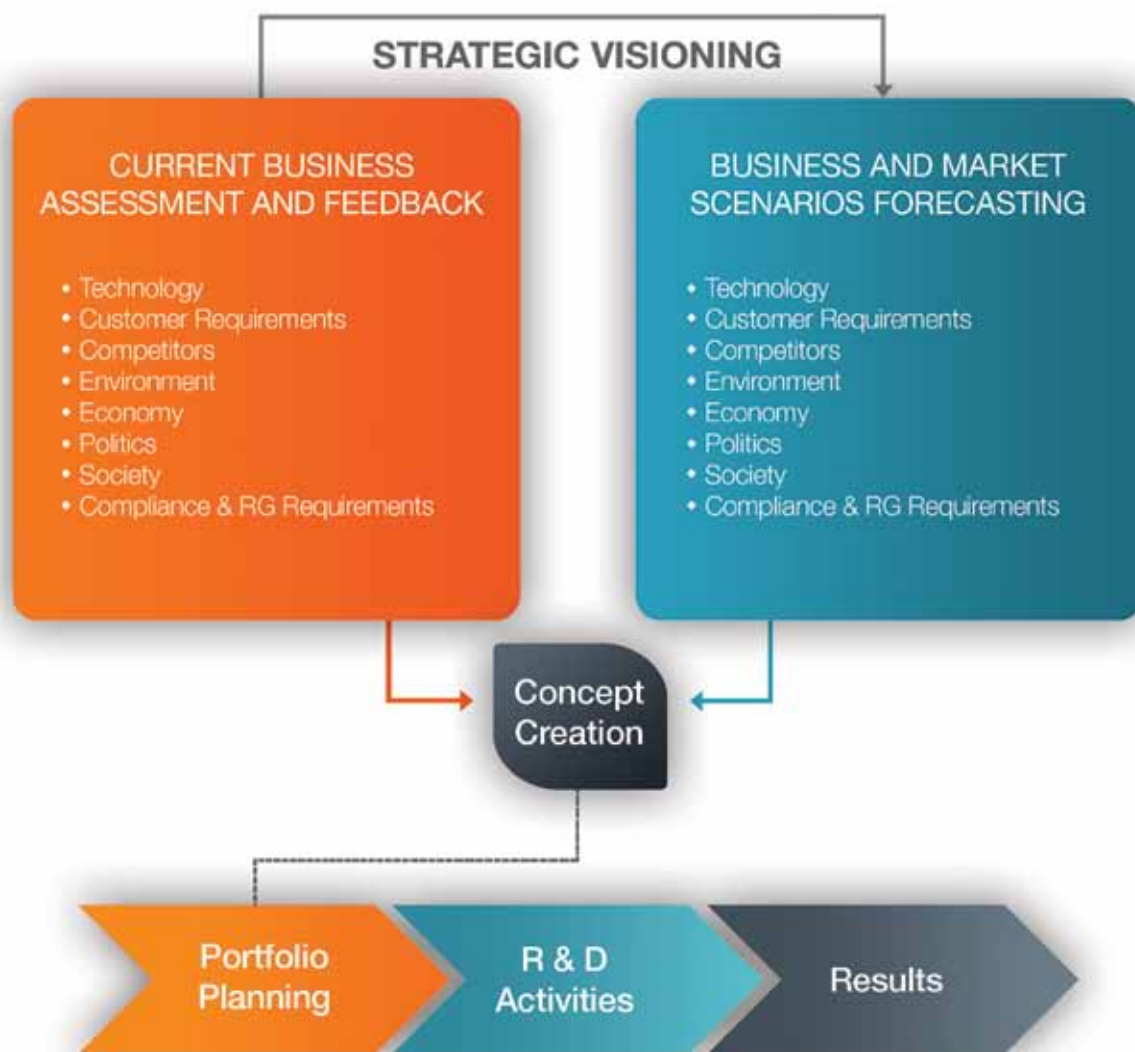 STRATEGIC VISIONING
CURRENT BUSINESS
ASSESSMENT AND FEEDBACK
• Technology
• Customer Requirements
• Competitors
• Environment
• Economy
• Politics
• Society
• Compliance & RG Requirements
BUSINESS AND MARKET
SCENARIOS FORECASTING
• Technology
• Customer Requirements
• Competitors
• Environment
• Economy
• Politics
• Society
• Compliance & RG Requirements
Concept
Creation
Portfolio
Planning
R & D
Activities
Results